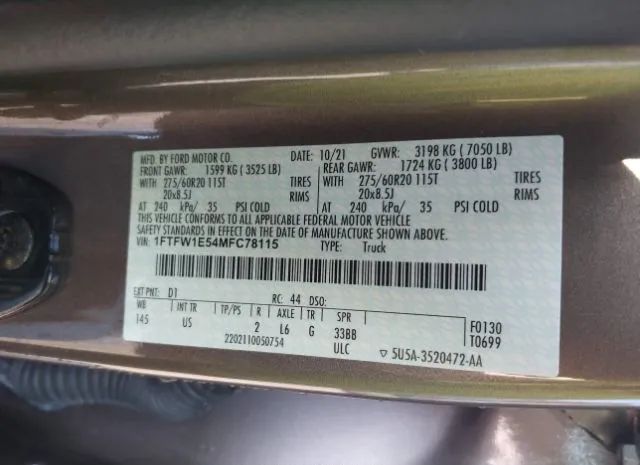 MFD. BY FORD MOTOR CO. DATE: 10/21 GVWR: 3198 KG ( 7050 LB)
FRONT GAWR: 1599 KG ( 3525 LB) REAR GAWR: 1724 KG ( 3800 LB)
WITH 275/60R20 115T TIRES WITH 275/60R20 115T TIRES
20x8.5J RIMS 20x8.5J RIMS
AT 240 kPa/ 35 PSI COLD AT 240 kPa/ 35 PSI COLD
THIS VEHICLE CONFORMS TO ALL APPLICABLE FEDERAL MOTOR VEHICLE
SAFETY STANDARDS IN EFFECT ON THE DATE OF MANUFACTURE SHOWN ABOVE.
VIN: 1FTFW1E54MFC78115 TYPE: Truck
EXT PNT: D1 RC: 44 DSO:
WB INT TR TP/PS R AXLE TR SPR
145 US 2 L6 G 33BB
F0130
T0699
2202110050754 ULC ▽ 5U5A-3520472-AA